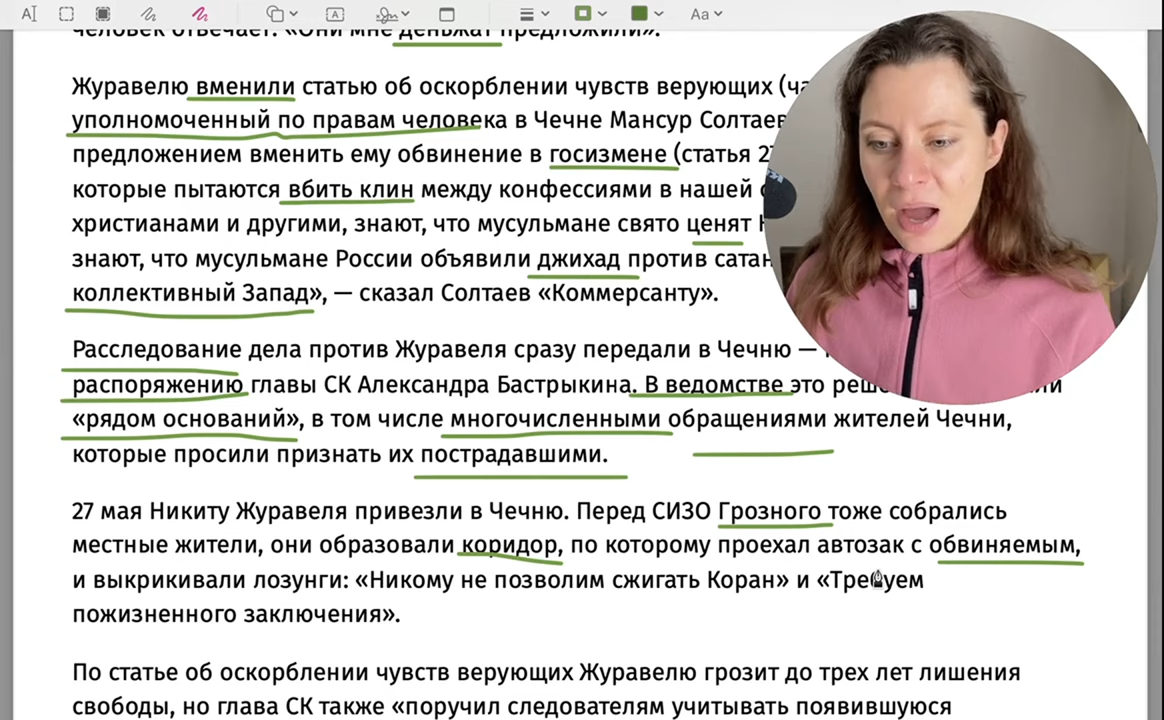 Aa
человек отвечает: «Они мне деньжат предложили».
Журавелю вменили статью об оскорблении чувств верующих
уполномоченный по правам человека в Чечне Мансур Солтаев
предложением вменить ему обвинение в госизмене (статья
которые пытаются вбить клин между конфессиями в нашей
христианами и другими, знают, что мусульмане свято ценят
знают, что мусульмане России объявили джихад против
коллективный Запад», — сказал Солтаев «Коммерсанту».
Расследование дела против Журавеля сразу передали в Чечню —
распоряжению главы СК Александра Бастрыкина. В ведомстве это
«рядом оснований», в том числе многочисленными обращениями жителей Чечни,
которые просили признать их пострадавшими.
27 мая Никиту Журавеля привезли в Чечню. Перед СИЗО Грозного тоже собрались
местные жители, они образовали коридор, по которому проехал автозак с обвиняемым,
и выкрикивали лозунги: «Никому не позволим сжигать Коран» и «Требуем
пожизненного заключения».
По статье об оскорблении чувств верующих Журавелю грозит до трех лет лишения
свободы, но глава СК также «поручил следователям учитывать появившуюся